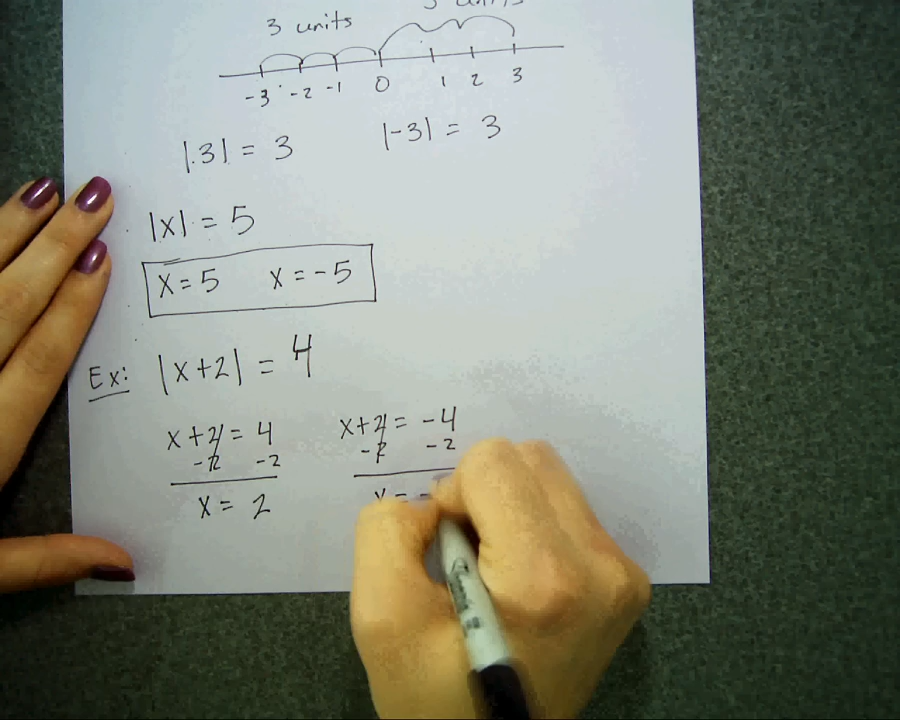 3 units
units
-3 -2 -1 0 1 2 3
|3| = 3 |-3| = 3
|x| = 5
x = 5 x = -5
Ex: |x+2| = 4
x+2 = 4 x+2 = -4
-2 -2 -2 -2
x = 2 x = -